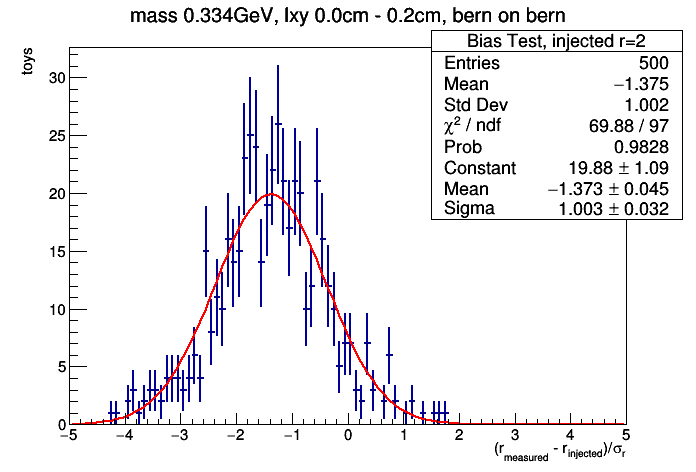 mass 0.334GeV, lxy 0.0cm - 0.2cm, bern on bern
Bias Test, injected r=2
Entries 500
Mean −1.375
Std Dev 1.002
χ² / ndf 69.88 / 97
Prob 0.9828
Constant 19.88 ± 1.09
Mean −1.373 ± 0.045
Sigma 1.003 ± 0.032
toys
30
25
20
15
10
5
0
−5 −4 −3 −2 −1 0 1 2 3 4 5
(r_measured - r_injected)/σ_r